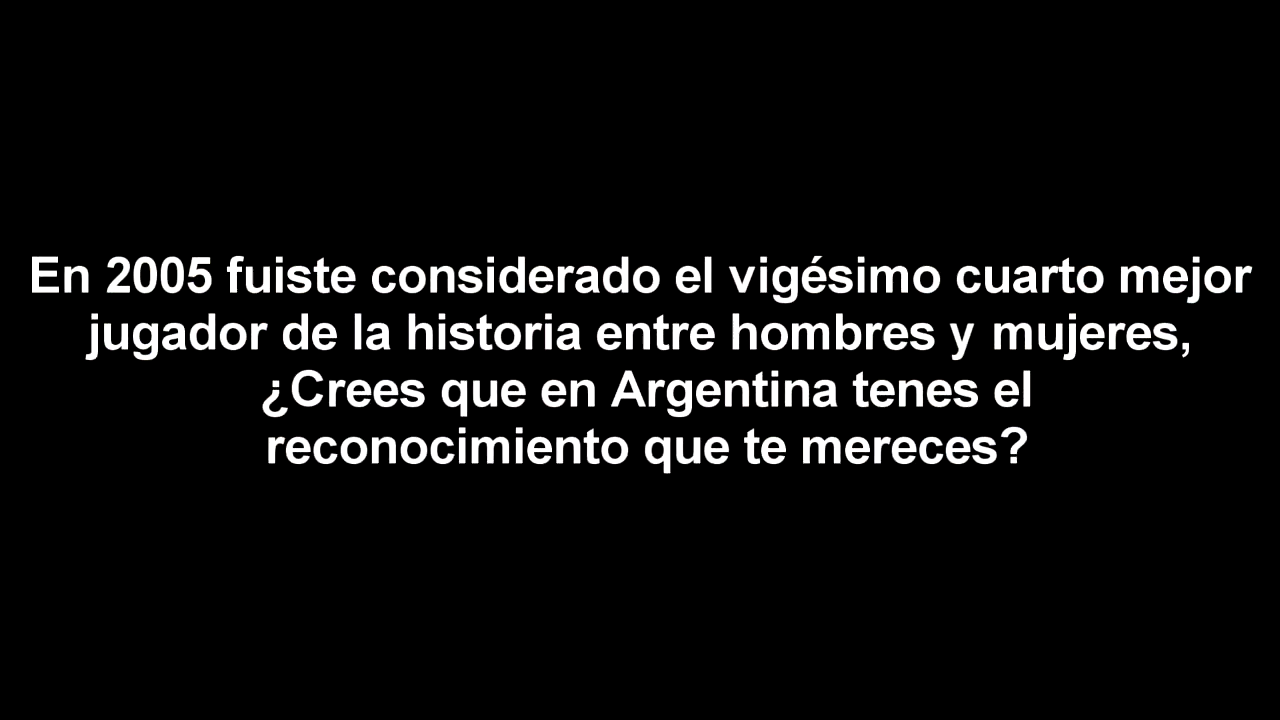 En 2005 fuiste considerado el vigésimo cuarto mejor
jugador de la historia entre hombres y mujeres,
¿Crees que en Argentina tenes el
reconocimiento que te mereces?